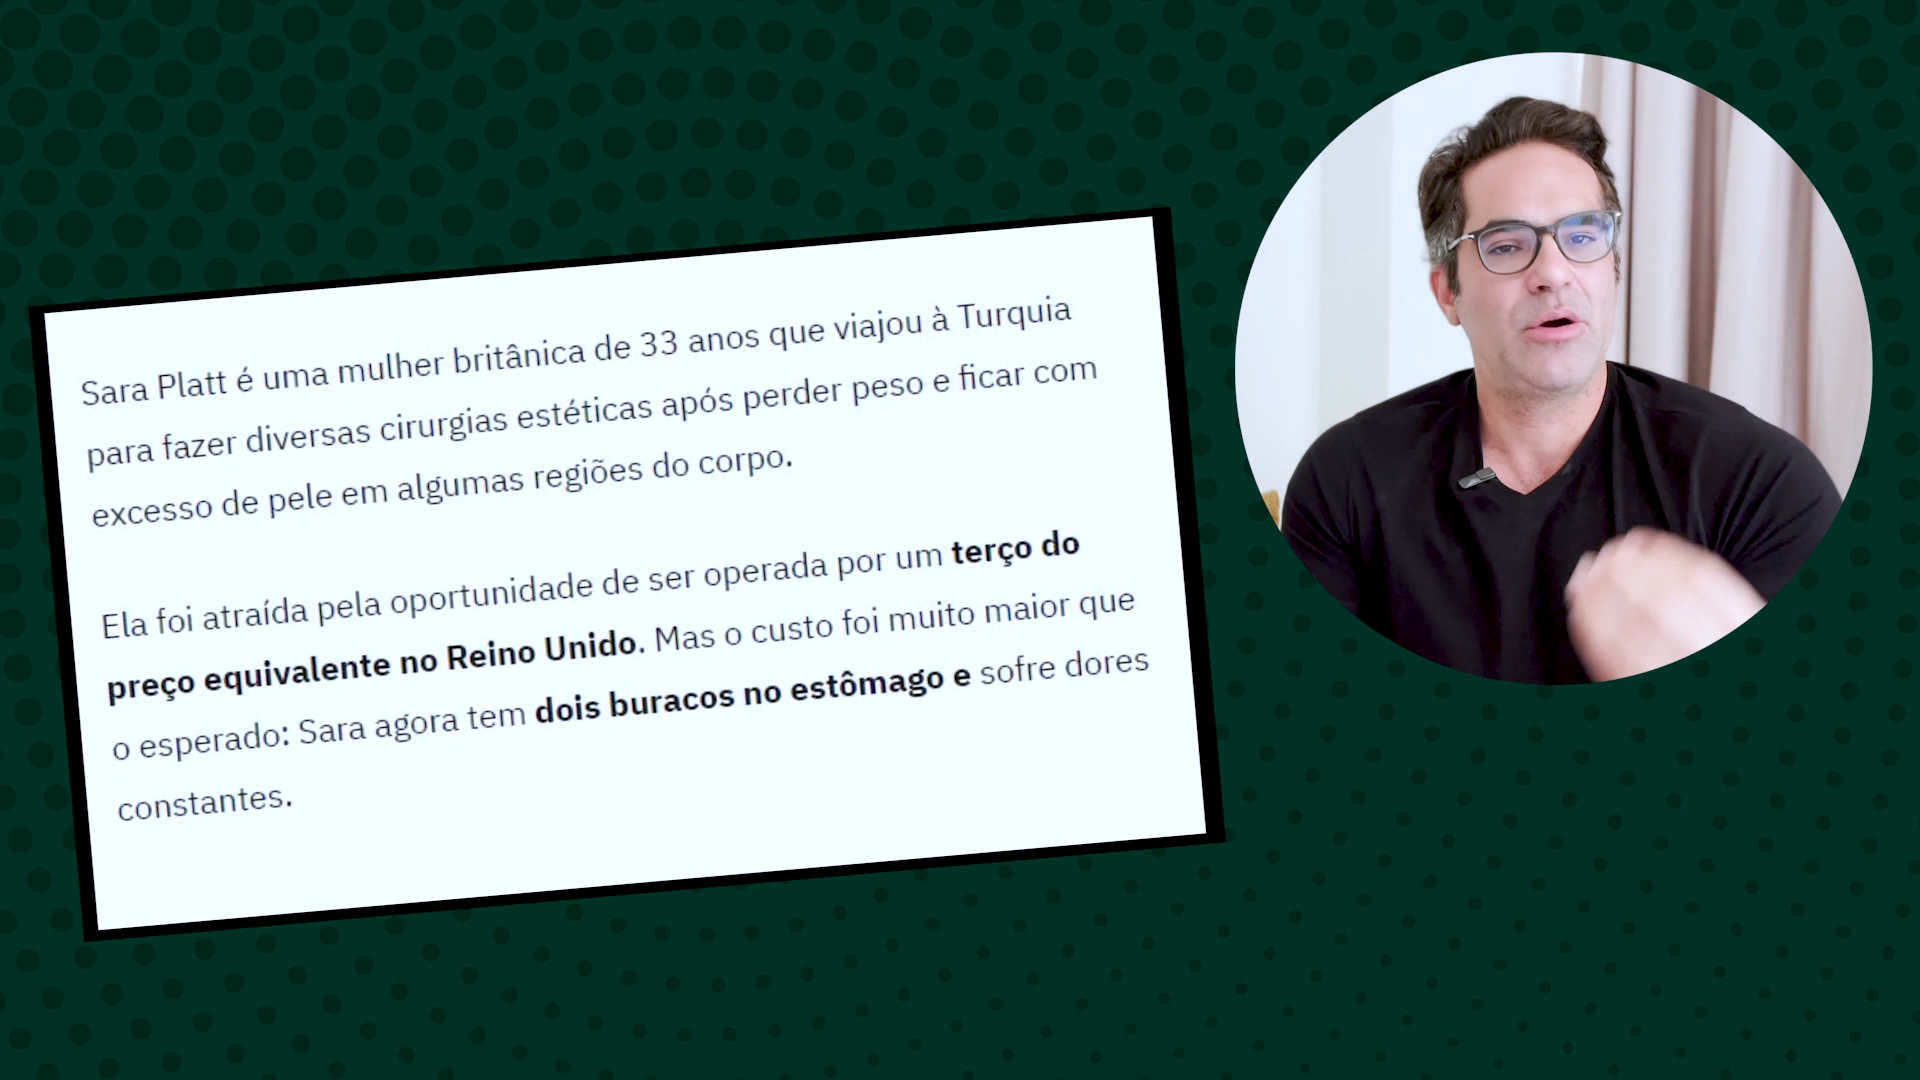 Sara Platt é uma mulher britânica de 33 anos que viajou à Turquia
para fazer diversas cirurgias estéticas após perder peso e ficar com
excesso de pele em algumas regiões do corpo.
Ela foi atraída pela oportunidade de ser operada por um terço do
preço equivalente no Reino Unido. Mas o custo foi muito maior que
o esperado: Sara agora tem dois buracos no estômago e sofre dores
constantes.